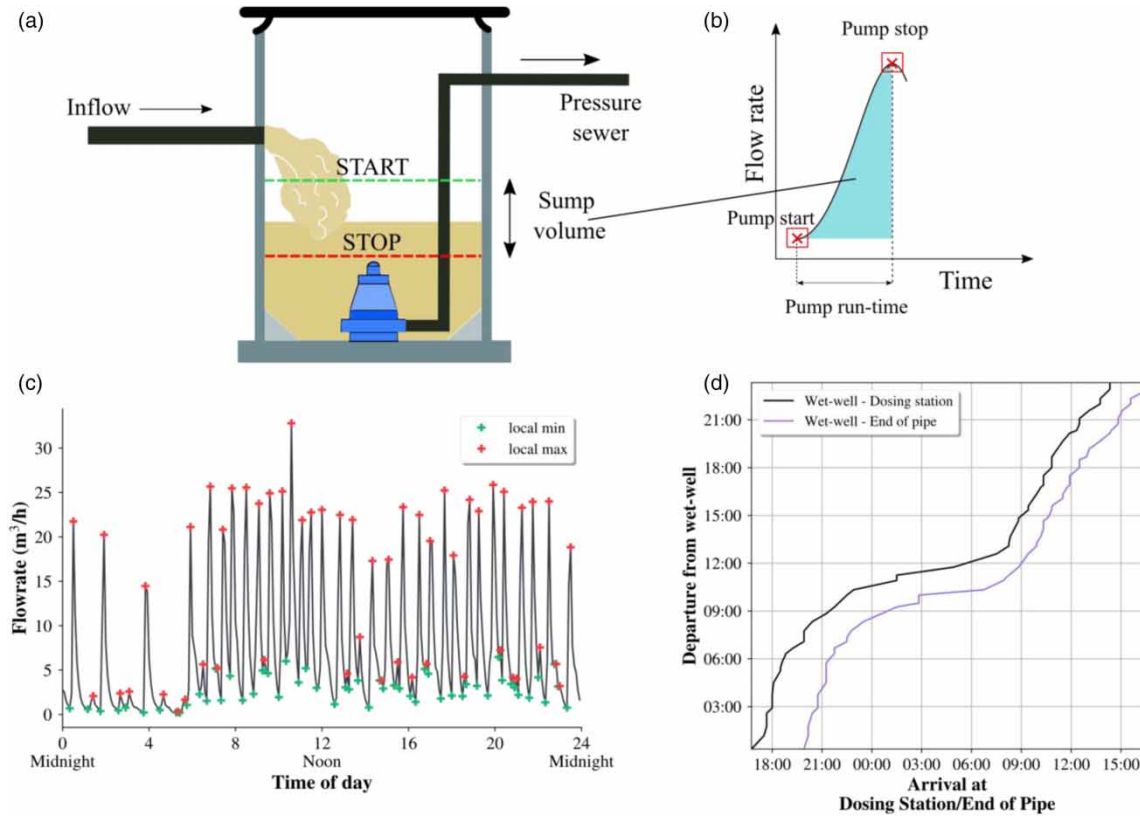 (a)
Inflow
START
STOP
Pressure
sewer
Sump
volume
(b)
Pump stop
Flow rate
Pump start
Time
Pump run-time
(c)
Flowrate (m³/h)
30
25
20
15
10
5
0
local min
local max
0 4 8 12 16 20 24
Midnight Noon Midnight
Time of day
(d)
Departure from wet-well
21:00
18:00
15:00
12:00
09:00
06:00
03:00
Wet-well - Dosing station
Wet-well - End of pipe
18:00 21:00 00:00 03:00 06:00 09:00 12:00 15:00
Arrival at
Dosing Station/End of Pipe